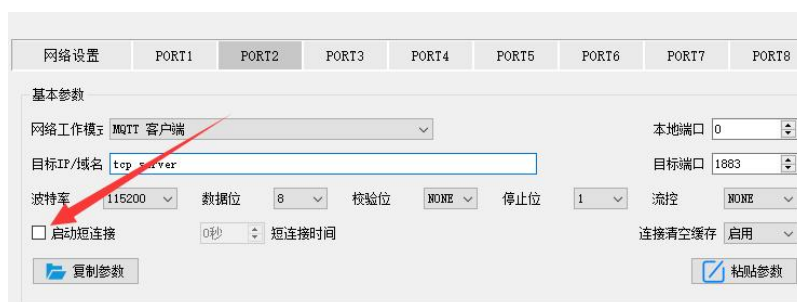 网络设置 PORT1 PORT2 PORT3 PORT4 PORT5 PORT6 PORT7 PORT8
基本参数
网络工作模 MQTT 客户端 本地端口 0
目标IP/域名 tcp server 目标端口 1883
波特率 115200 数据位 8 校验位 NONE 停止位 1 流控 NONE
启动短连接 0秒 短连接时间 连接清空缓存 启用
复制参数 粘贴参数